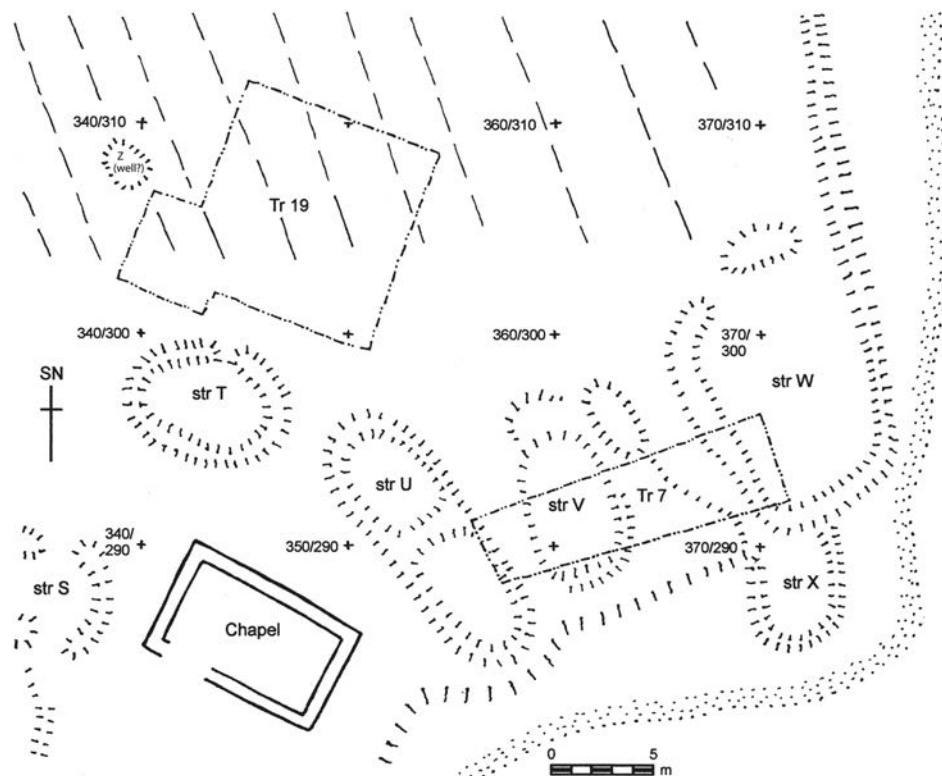 340/310
360/310
370/310
Z
(well?)
Tr 19
340/300
360/300
370/
300
SN
str T
str W
str U
str V
Tr 7
340/
290
350/290
370/290
str S
str X
Chapel
0
5
m